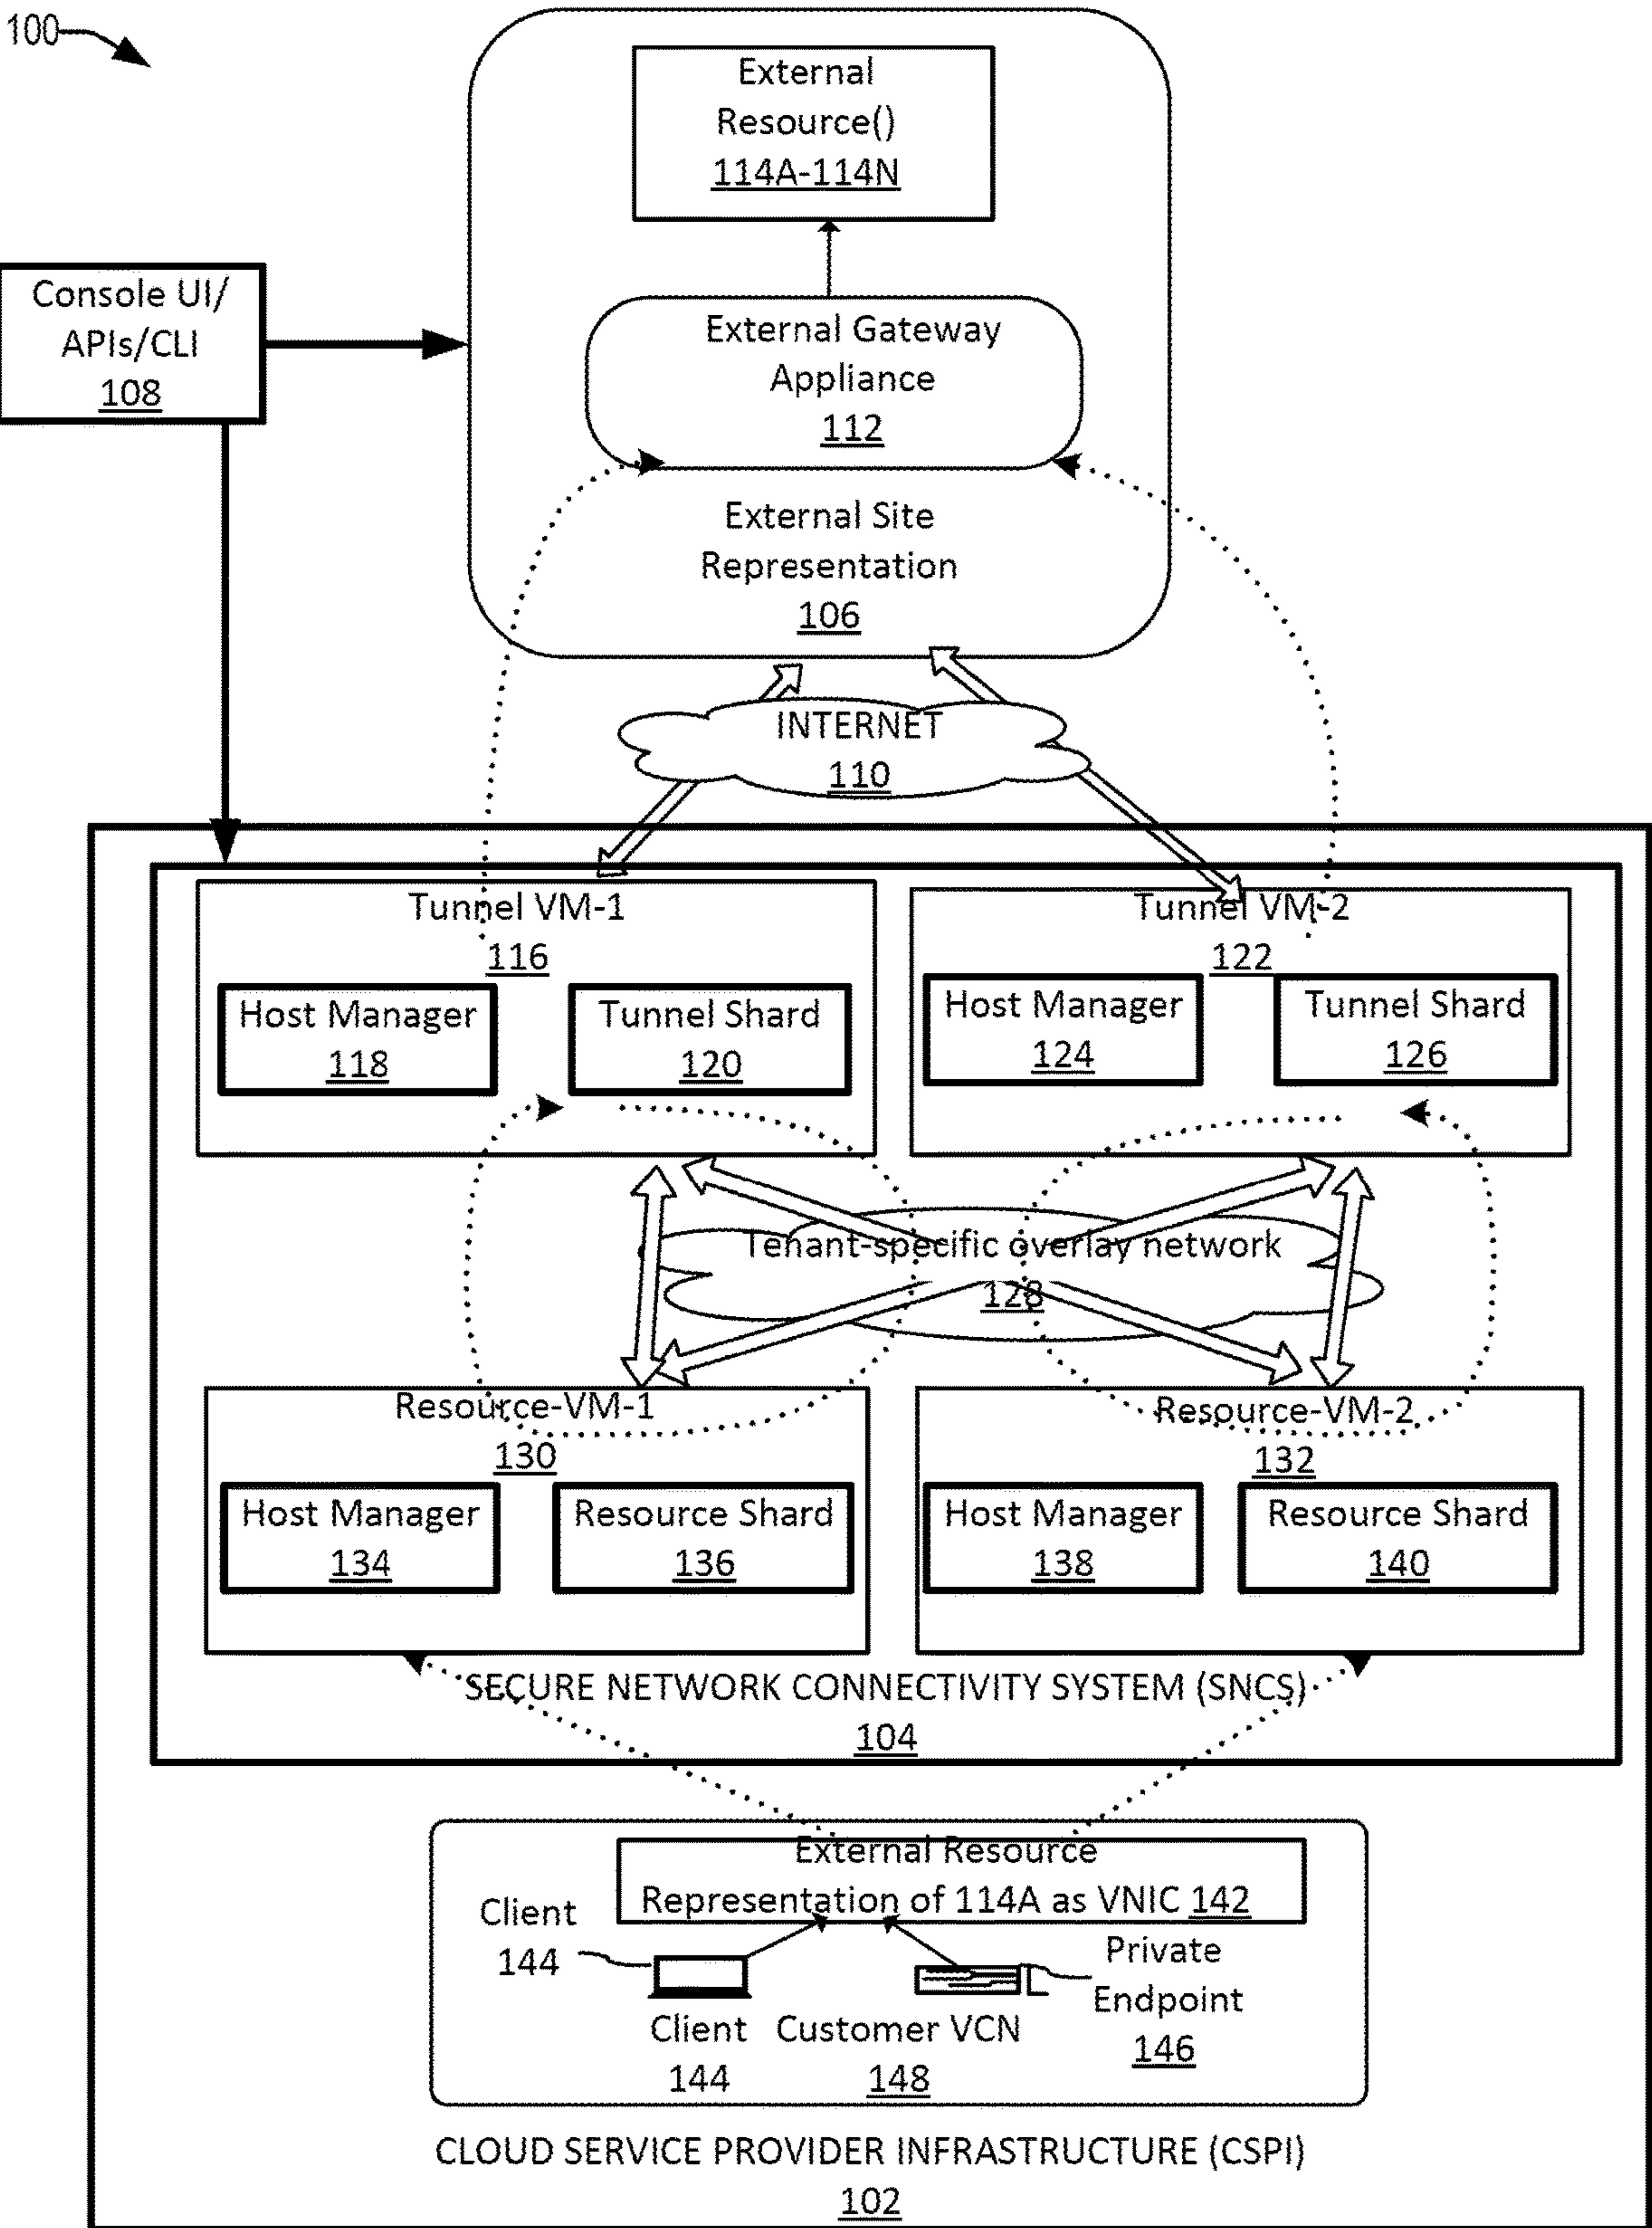 100
External
Resource()
114A-114N
Console UI/
APIs/CLI
108
External Gateway
Appliance
112
External Site
Representation
106
INTERNET
110
Tunnel VM-1
116
Host Manager
118
Tunnel Shard
120
Tunnel VM-2
122
Host Manager
124
Tunnel Shard
126
Tenant-specific overlay network
128
Resource-VM-1
130
Host Manager
134
Resource Shard
136
Resource-VM-2
132
Host Manager
138
Resource Shard
140
SECURE NETWORK CONNECTIVITY SYSTEM (SNCS)
104
External Resource
Representation of 114A as VNIC 142
Client
144
Private
Endpoint
146
Client
144
Customer VCN
148
CLOUD SERVICE PROVIDER INFRASTRUCTURE (CSPI)
102